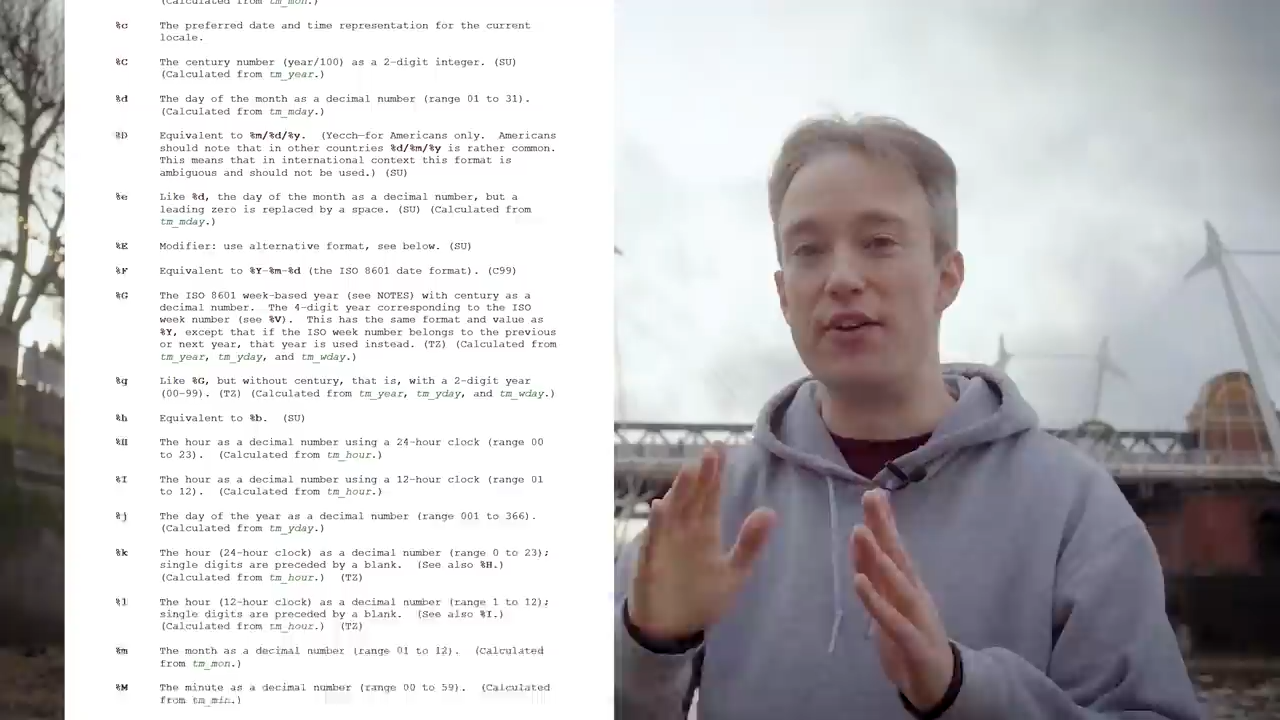 (Calculated from tm_mon.)
%c The preferred date and time representation for the current
locale.
%C The century number (year/100) as a 2-digit integer. (SU)
(Calculated from tm_year.)
%d The day of the month as a decimal number (range 01 to 31).
(Calculated from tm_mday.)
%D Equivalent to %m/%d/%y. (Yecch—for Americans only. Americans
should note that in other countries %d/%m/%y is rather common.
This means that in international context this format is
ambiguous and should not be used.) (SU)
%e Like %d, the day of the month as a decimal number, but a
leading zero is replaced by a space. (SU) (Calculated from
tm_mday.)
%E Modifier: use alternative format, see below. (SU)
%F Equivalent to %Y-%m-%d (the ISO 8601 date format). (C99)
%G The ISO 8601 week-based year (see NOTES) with century as a
decimal number. The 4-digit year corresponding to the ISO
week number (see %V). This has the same format and value as
%Y, except that if the ISO week number belongs to the previous
or next year, that year is used instead. (TZ) (Calculated from
tm_year, tm_yday, and tm_wday.)
%g Like %G, but without century, that is, with a 2-digit year
(00-99). (TZ) (Calculated from tm_year, tm_yday, and tm_wday.)
%h Equivalent to %b. (SU)
%H The hour as a decimal number using a 24-hour clock (range 00
to 23). (Calculated from tm_hour.)
%I The hour as a decimal number using a 12-hour clock (range 01
to 12). (Calculated from tm_hour.)
%j The day of the year as a decimal number (range 001 to 366).
(Calculated from tm_yday.)
%k The hour (24-hour clock) as a decimal number (range 0 to 23);
single digits are preceded by a blank. (See also %H.)
(Calculated from tm_hour.) (TZ)
%l The hour (12-hour clock) as a decimal number (range 1 to 12);
single digits are preceded by a blank. (See also %I.)
(Calculated from tm_hour.) (TZ)
%m The month as a decimal number (range 01 to 12). (Calculated
from tm_mon.)
%M The minute as a decimal number (range 00 to 59). (Calculated
from tm_min.)